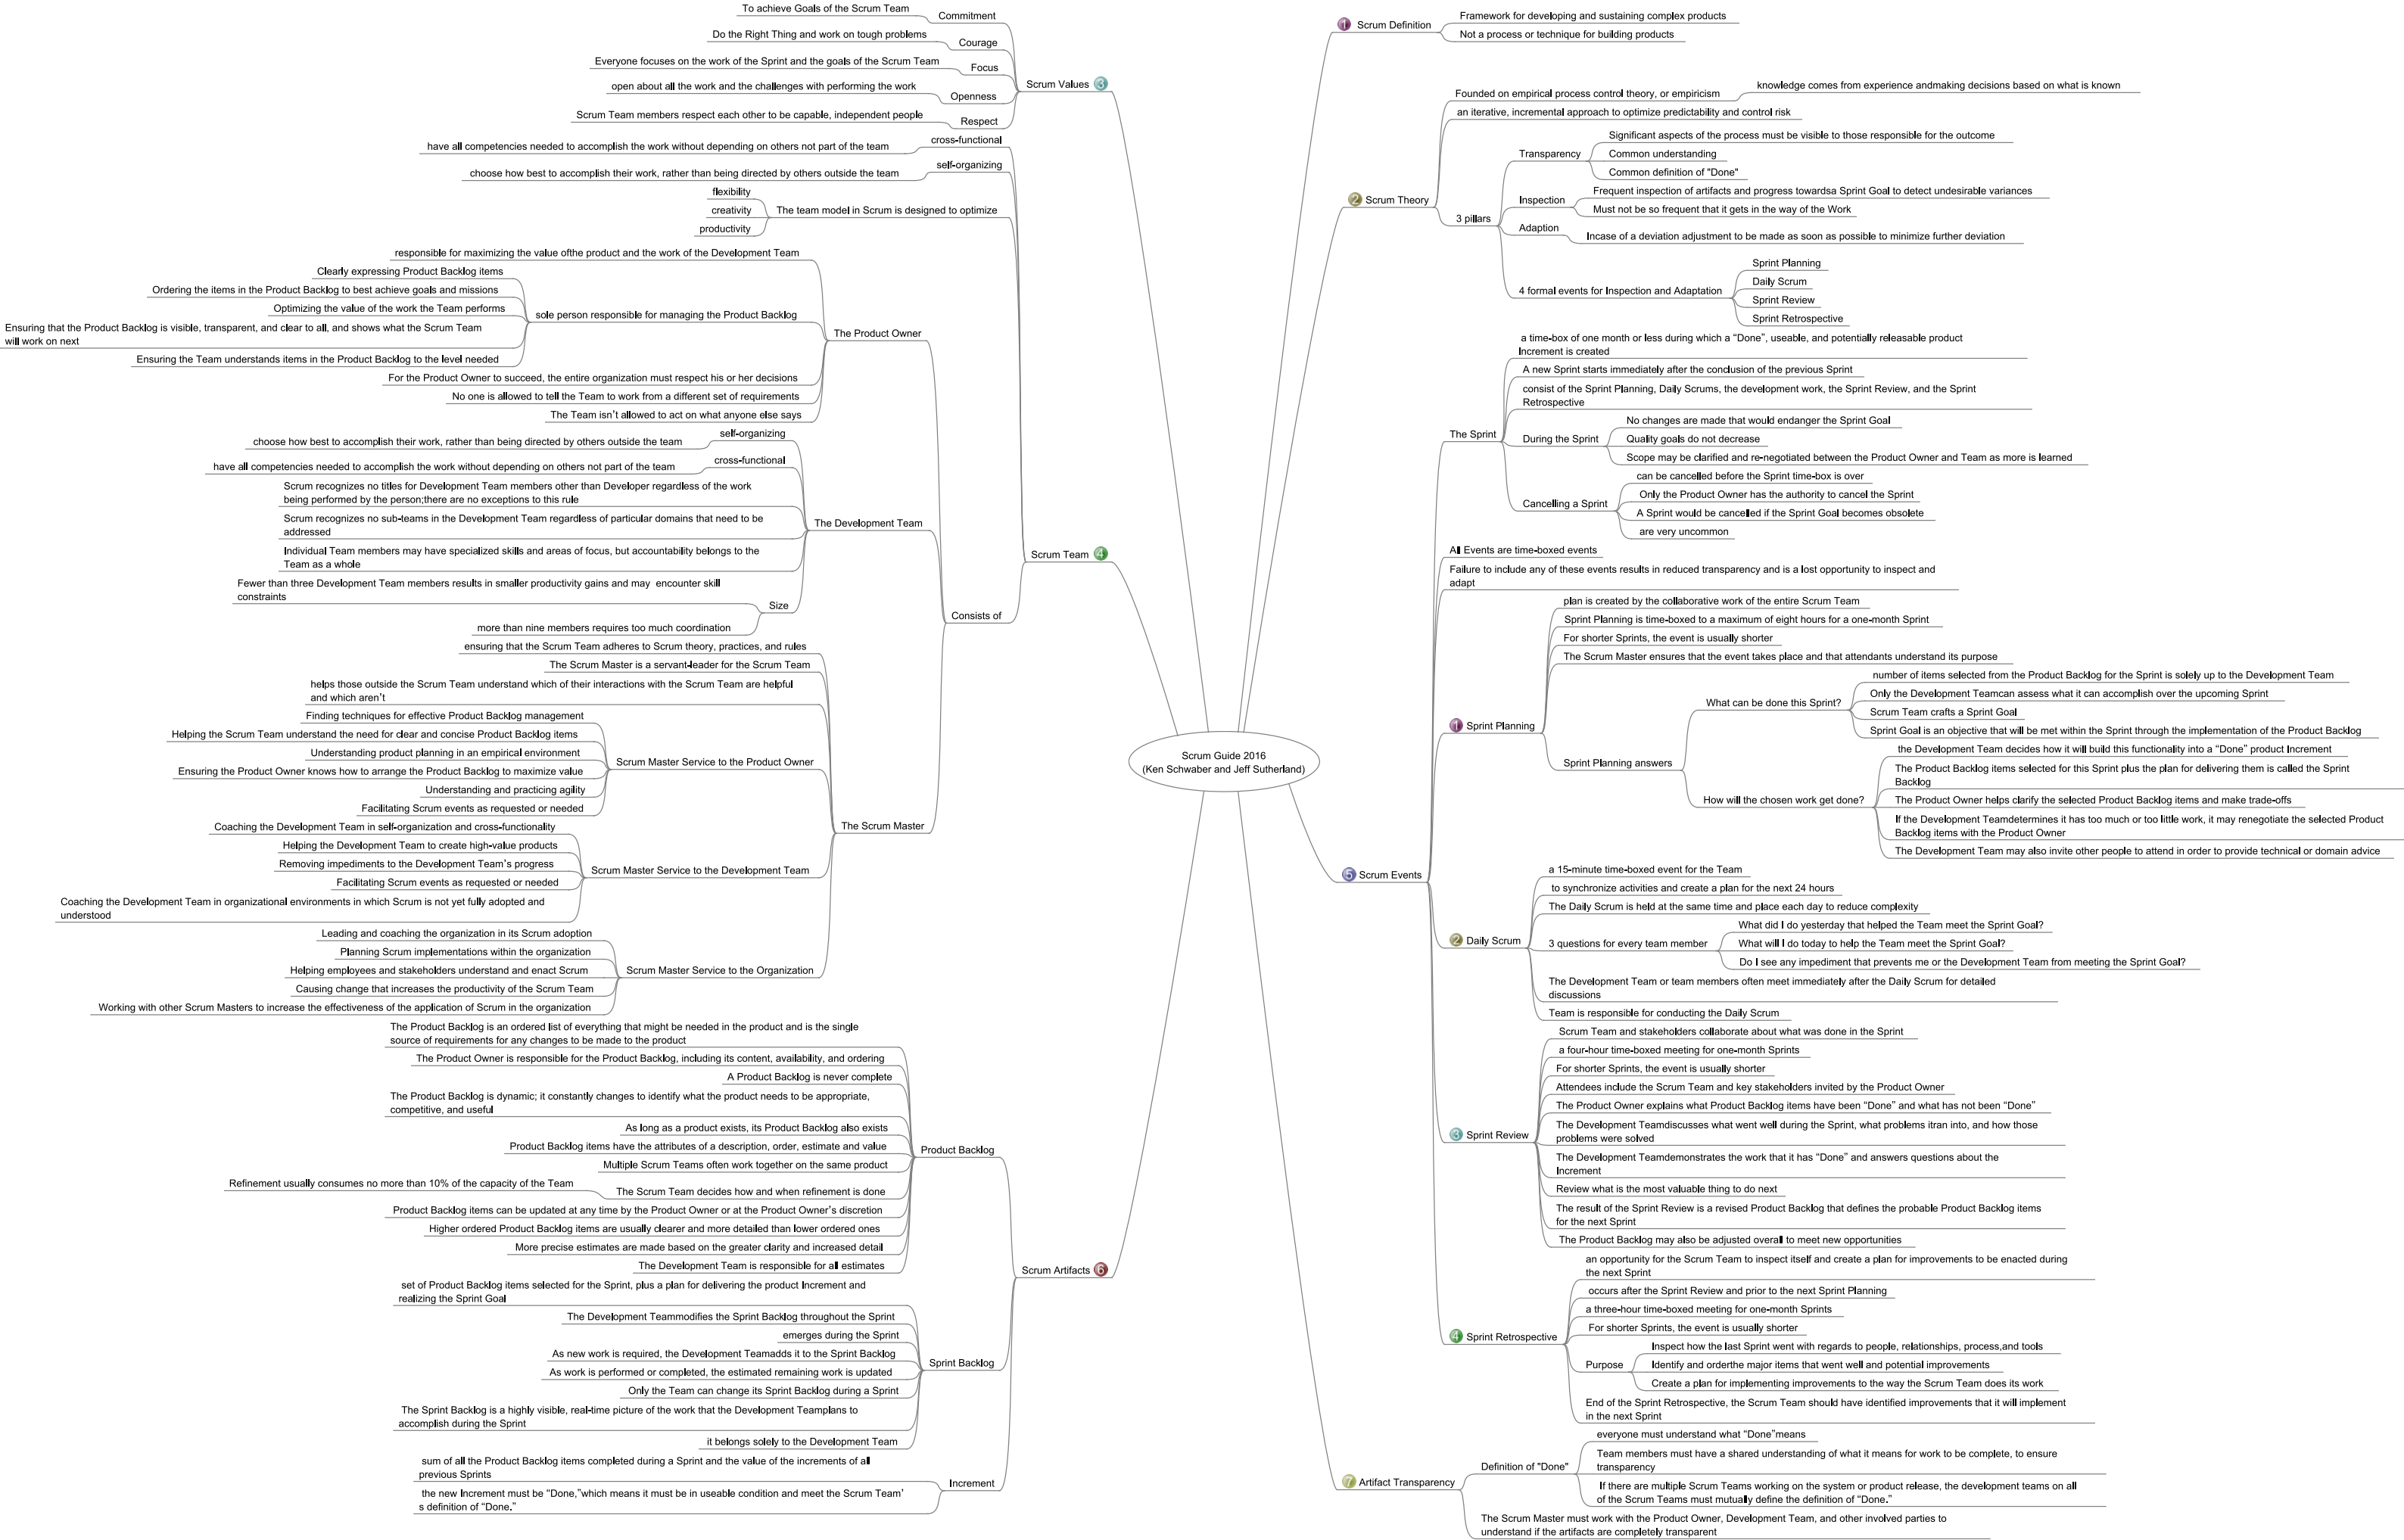 Scrum Guide 2016
(Ken Schwaber and Jeff Sutherland)
1 Scrum Definition
Framework for developing and sustaining complex products
Not a process or technique for building products
2 Scrum Theory
Founded on empirical process control theory, or empiricism
knowledge comes from experience andmaking decisions based on what is known
an iterative, incremental approach to optimize predictability and control risk
3 pillars
Transparency
Significant aspects of the process must be visible to those responsible for the outcome
Common understanding
Common definition of "Done"
Inspection
Frequent inspection of artifacts and progress towardsa Sprint Goal to detect undesirable variances
Must not be so frequent that it gets in the way of the Work
Adaption
Incase of a deviation adjustment to be made as soon as possible to minimize further deviation
4 formal events for Inspection and Adaptation
Sprint Planning
Daily Scrum
Sprint Review
Sprint Retrospective
Scrum Values 3
Commitment
To achieve Goals of the Scrum Team
Courage
Do the Right Thing and work on tough problems
Focus
Everyone focuses on the work of the Sprint and the goals of the Scrum Team
Openness
open about all the work and the challenges with performing the work
Respect
Scrum Team members respect each other to be capable, independent people
Scrum Team 4
cross-functional
have all competencies needed to accomplish the work without depending on others not part of the team
self-organizing
choose how best to accomplish their work, rather than being directed by others outside the team
The team model in Scrum is designed to optimize
flexibility
creativity
productivity
Consists of
The Product Owner
responsible for maximizing the value ofthe product and the work of the Development Team
sole person responsible for managing the Product Backlog
Clearly expressing Product Backlog items
Ordering the items in the Product Backlog to best achieve goals and missions
Optimizing the value of the work the Team performs
Ensuring that the Product Backlog is visible, transparent, and clear to all, and shows what the Scrum Team
will work on next
Ensuring the Team understands items in the Product Backlog to the level needed
For the Product Owner to succeed, the entire organization must respect his or her decisions
No one is allowed to tell the Team to work from a different set of requirements
The Team isn't allowed to act on what anyone else says
The Development Team
self-organizing
choose how best to accomplish their work, rather than being directed by others outside the team
cross-functional
have all competencies needed to accomplish the work without depending on others not part of the team
Scrum recognizes no titles for Development Team members other than Developer regardless of the work
being performed by the person;there are no exceptions to this rule
Scrum recognizes no sub-teams in the Development Team regardless of particular domains that need to be
addressed
Individual Team members may have specialized skills and areas of focus, but accountability belongs to the
Team as a whole
Size
Fewer than three Development Team members results in smaller productivity gains and may encounter skill
constraints
more than nine members requires too much coordination
The Scrum Master
ensuring that the Scrum Team adheres to Scrum theory, practices, and rules
The Scrum Master is a servant-leader for the Scrum Team
helps those outside the Scrum Team understand which of their interactions with the Scrum Team are helpful
and which aren't
Scrum Master Service to the Product Owner
Finding techniques for effective Product Backlog management
Helping the Scrum Team understand the need for clear and concise Product Backlog items
Understanding product planning in an empirical environment
Ensuring the Product Owner knows how to arrange the Product Backlog to maximize value
Understanding and practicing agility
Facilitating Scrum events as requested or needed
Scrum Master Service to the Development Team
Coaching the Development Team in self-organization and cross-functionality
Helping the Development Team to create high-value products
Removing impediments to the Development Team's progress
Facilitating Scrum events as requested or needed
Coaching the Development Team in organizational environments in which Scrum is not yet fully adopted and
understood
Scrum Master Service to the Organization
Leading and coaching the organization in its Scrum adoption
Planning Scrum implementations within the organization
Helping employees and stakeholders understand and enact Scrum
Causing change that increases the productivity of the Scrum Team
Working with other Scrum Masters to increase the effectiveness of the application of Scrum in the organization
5 Scrum Events
The Sprint
a time-box of one month or less during which a "Done", useable, and potentially releasable product
Increment is created
A new Sprint starts immediately after the conclusion of the previous Sprint
consist of the Sprint Planning, Daily Scrums, the development work, the Sprint Review, and the Sprint
Retrospective
During the Sprint
No changes are made that would endanger the Sprint Goal
Quality goals do not decrease
Scope may be clarified and re-negotiated between the Product Owner and Team as more is learned
Cancelling a Sprint
can be cancelled before the Sprint time-box is over
Only the Product Owner has the authority to cancel the Sprint
A Sprint would be cancelled if the Sprint Goal becomes obsolete
are very uncommon
All Events are time-boxed events
Failure to include any of these events results in reduced transparency and is a lost opportunity to inspect and
adapt
1 Sprint Planning
plan is created by the collaborative work of the entire Scrum Team
Sprint Planning is time-boxed to a maximum of eight hours for a one-month Sprint
For shorter Sprints, the event is usually shorter
The Scrum Master ensures that the event takes place and that attendants understand its purpose
Sprint Planning answers
What can be done this Sprint?
number of items selected from the Product Backlog for the Sprint is solely up to the Development Team
Only the Development Teamcan assess what it can accomplish over the upcoming Sprint
Scrum Team crafts a Sprint Goal
Sprint Goal is an objective that will be met within the Sprint through the implementation of the Product Backlog
How will the chosen work get done?
the Development Team decides how it will build this functionality into a "Done" product Increment
The Product Backlog items selected for this Sprint plus the plan for delivering them is called the Sprint
Backlog
The Product Owner helps clarify the selected Product Backlog items and make trade-offs
If the Development Teamdetermines it has too much or too little work, it may renegotiate the selected Product
Backlog items with the Product Owner
The Development Team may also invite other people to attend in order to provide technical or domain advice
2 Daily Scrum
a 15-minute time-boxed event for the Team
to synchronize activities and create a plan for the next 24 hours
The Daily Scrum is held at the same time and place each day to reduce complexity
3 questions for every team member
What did I do yesterday that helped the Team meet the Sprint Goal?
What will I do today to help the Team meet the Sprint Goal?
Do I see any impediment that prevents me or the Development Team from meeting the Sprint Goal?
The Development Team or team members often meet immediately after the Daily Scrum for detailed
discussions
Team is responsible for conducting the Daily Scrum
3 Sprint Review
Scrum Team and stakeholders collaborate about what was done in the Sprint
a four-hour time-boxed meeting for one-month Sprints
For shorter Sprints, the event is usually shorter
Attendees include the Scrum Team and key stakeholders invited by the Product Owner
The Product Owner explains what Product Backlog items have been "Done" and what has not been "Done"
The Development Teamdiscusses what went well during the Sprint, what problems itran into, and how those
problems were solved
The Development Teamdemonstrates the work that it has "Done" and answers questions about the
Increment
Review what is the most valuable thing to do next
The result of the Sprint Review is a revised Product Backlog that defines the probable Product Backlog items
for the next Sprint
The Product Backlog may also be adjusted overall to meet new opportunities
4 Sprint Retrospective
an opportunity for the Scrum Team to inspect itself and create a plan for improvements to be enacted during
the next Sprint
occurs after the Sprint Review and prior to the next Sprint Planning
a three-hour time-boxed meeting for one-month Sprints
For shorter Sprints, the event is usually shorter
Purpose
Inspect how the last Sprint went with regards to people, relationships, process,and tools
Identify and orderthe major items that went well and potential improvements
Create a plan for implementing improvements to the way the Scrum Team does its work
End of the Sprint Retrospective, the Scrum Team should have identified improvements that it will implement
in the next Sprint
Scrum Artifacts 6
Product Backlog
The Product Backlog is an ordered list of everything that might be needed in the product and is the single
source of requirements for any changes to be made to the product
The Product Owner is responsible for the Product Backlog, including its content, availability, and ordering
A Product Backlog is never complete
The Product Backlog is dynamic; it constantly changes to identify what the product needs to be appropriate,
competitive, and useful
As long as a product exists, its Product Backlog also exists
Product Backlog items have the attributes of a description, order, estimate and value
Multiple Scrum Teams often work together on the same product
The Scrum Team decides how and when refinement is done
Refinement usually consumes no more than 10% of the capacity of the Team
Product Backlog items can be updated at any time by the Product Owner or at the Product Owner's discretion
Higher ordered Product Backlog items are usually clearer and more detailed than lower ordered ones
More precise estimates are made based on the greater clarity and increased detail
The Development Team is responsible for all estimates
Sprint Backlog
set of Product Backlog items selected for the Sprint, plus a plan for delivering the product Increment and
realizing the Sprint Goal
The Development Teammodifies the Sprint Backlog throughout the Sprint
emerges during the Sprint
As new work is required, the Development Teamadds it to the Sprint Backlog
As work is performed or completed, the estimated remaining work is updated
Only the Team can change its Sprint Backlog during a Sprint
The Sprint Backlog is a highly visible, real-time picture of the work that the Development Teamplans to
accomplish during the Sprint
it belongs solely to the Development Team
Increment
sum of all the Product Backlog items completed during a Sprint and the value of the increments of all
previous Sprints
the new Increment must be "Done,"which means it must be in useable condition and meet the Scrum Team'
s definition of "Done."
7 Artifact Transparency
Definition of "Done"
everyone must understand what "Done"means
Team members must have a shared understanding of what it means for work to be complete, to ensure
transparency
If there are multiple Scrum Teams working on the system or product release, the development teams on all
of the Scrum Teams must mutually define the definition of "Done."
The Scrum Master must work with the Product Owner, Development Team, and other involved parties to
understand if the artifacts are completely transparent